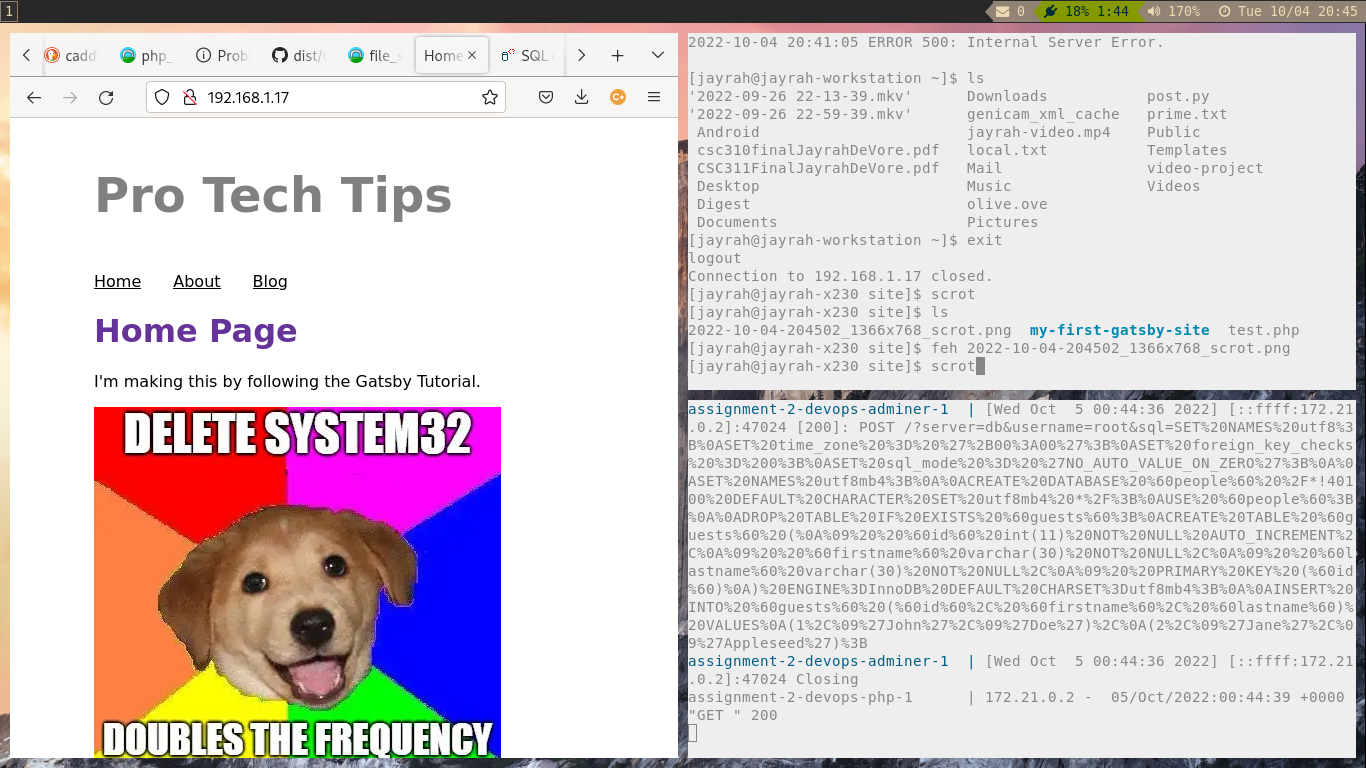 1
0
18% 1:44
170%
Tue 10/04 20:45
cadd
php_
Prob
dist/
file_s
Home
SQL
192.168.1.17
Pro Tech Tips
Home About Blog
Home Page
I'm making this by following the Gatsby Tutorial.
DELETE SYSTEM32
DOUBLES THE FREQUENCY
2022-10-04 20:41:05 ERROR 500: Internal Server Error.
[jayrah@jayrah-workstation ~]$ ls
'2022-09-26 22-13-39.mkv' Downloads post.py
'2022-09-26 22-59-39.mkv' genicam_xml_cache prime.txt
Android jayrah-video.mp4 Public
csc310finalJayrahDeVore.pdf local.txt Templates
CSC311FinalJayrahDeVore.pdf Mail video-project
Desktop Music Videos
Digest olive.ove
Documents Pictures
[jayrah@jayrah-workstation ~]$ exit
logout
Connection to 192.168.1.17 closed.
[jayrah@jayrah-x230 site]$ scrot
[jayrah@jayrah-x230 site]$ ls
2022-10-04-204502_1366x768_scrot.png my-first-gatsby-site test.php
[jayrah@jayrah-x230 site]$ feh 2022-10-04-204502_1366x768_scrot.png
[jayrah@jayrah-x230 site]$ scrot
assignment-2-devops-adminer-1 | [Wed Oct 5 00:44:36 2022] [::ffff:172.21
.0.2]:47024 [200]: POST /?server=db&username=root&sql=SET%20NAMES%20utf8%3
B%0ASET%20time_zone%20%3D%20%27%2B00%3A00%27%3B%0ASET%20foreign_key_checks
%20%3D%200%3B%0ASET%20sql_mode%20%3D%20%27NO_AUTO_VALUE_ON_ZERO%27%3B%0A%0
ASET%20NAMES%20utf8mb4%3B%0A%0ACREATE%20DATABASE%20%60people%60%20%2F*!401
00%20DEFAULT%20CHARACTER%20SET%20utf8mb4%20*%2F%3B%0AUSE%20%60people%60%3B
%0A%0ADROP%20TABLE%20IF%20EXISTS%20%60guests%60%3B%0ACREATE%20TABLE%20%60g
uests%60%20(%0A%09%20%20%60id%60%20int(11)%20NOT%20NULL%20AUTO_INCREMENT%2
C%0A%09%20%20%60firstname%60%20varchar(30)%20NOT%20NULL%2C%0A%09%20%20%60l
astname%60%20varchar(30)%20NOT%20NULL%2C%0A%09%20%20PRIMARY%20KEY%20(%60id
%60)%0A)%20ENGINE%3DInnoDB%20DEFAULT%20CHARSET%3Dutf8mb4%3B%0A%0AINSERT%20
INTO%20%60guests%60%20(%60id%60%2C%20%60firstname%60%2C%20%60lastname%60)%
20VALUES%0A(1%2C%09%27John%27%2C%09%27Doe%27)%2C%0A(2%2C%09%27Jane%27%2C%0
9%27Appleseed%27)%3B
assignment-2-devops-adminer-1 | [Wed Oct 5 00:44:36 2022] [::ffff:172.21
.0.2]:47024 Closing
assignment-2-devops-php-1 | 172.21.0.2 - 05/Oct/2022:00:44:39 +0000
"GET " 200